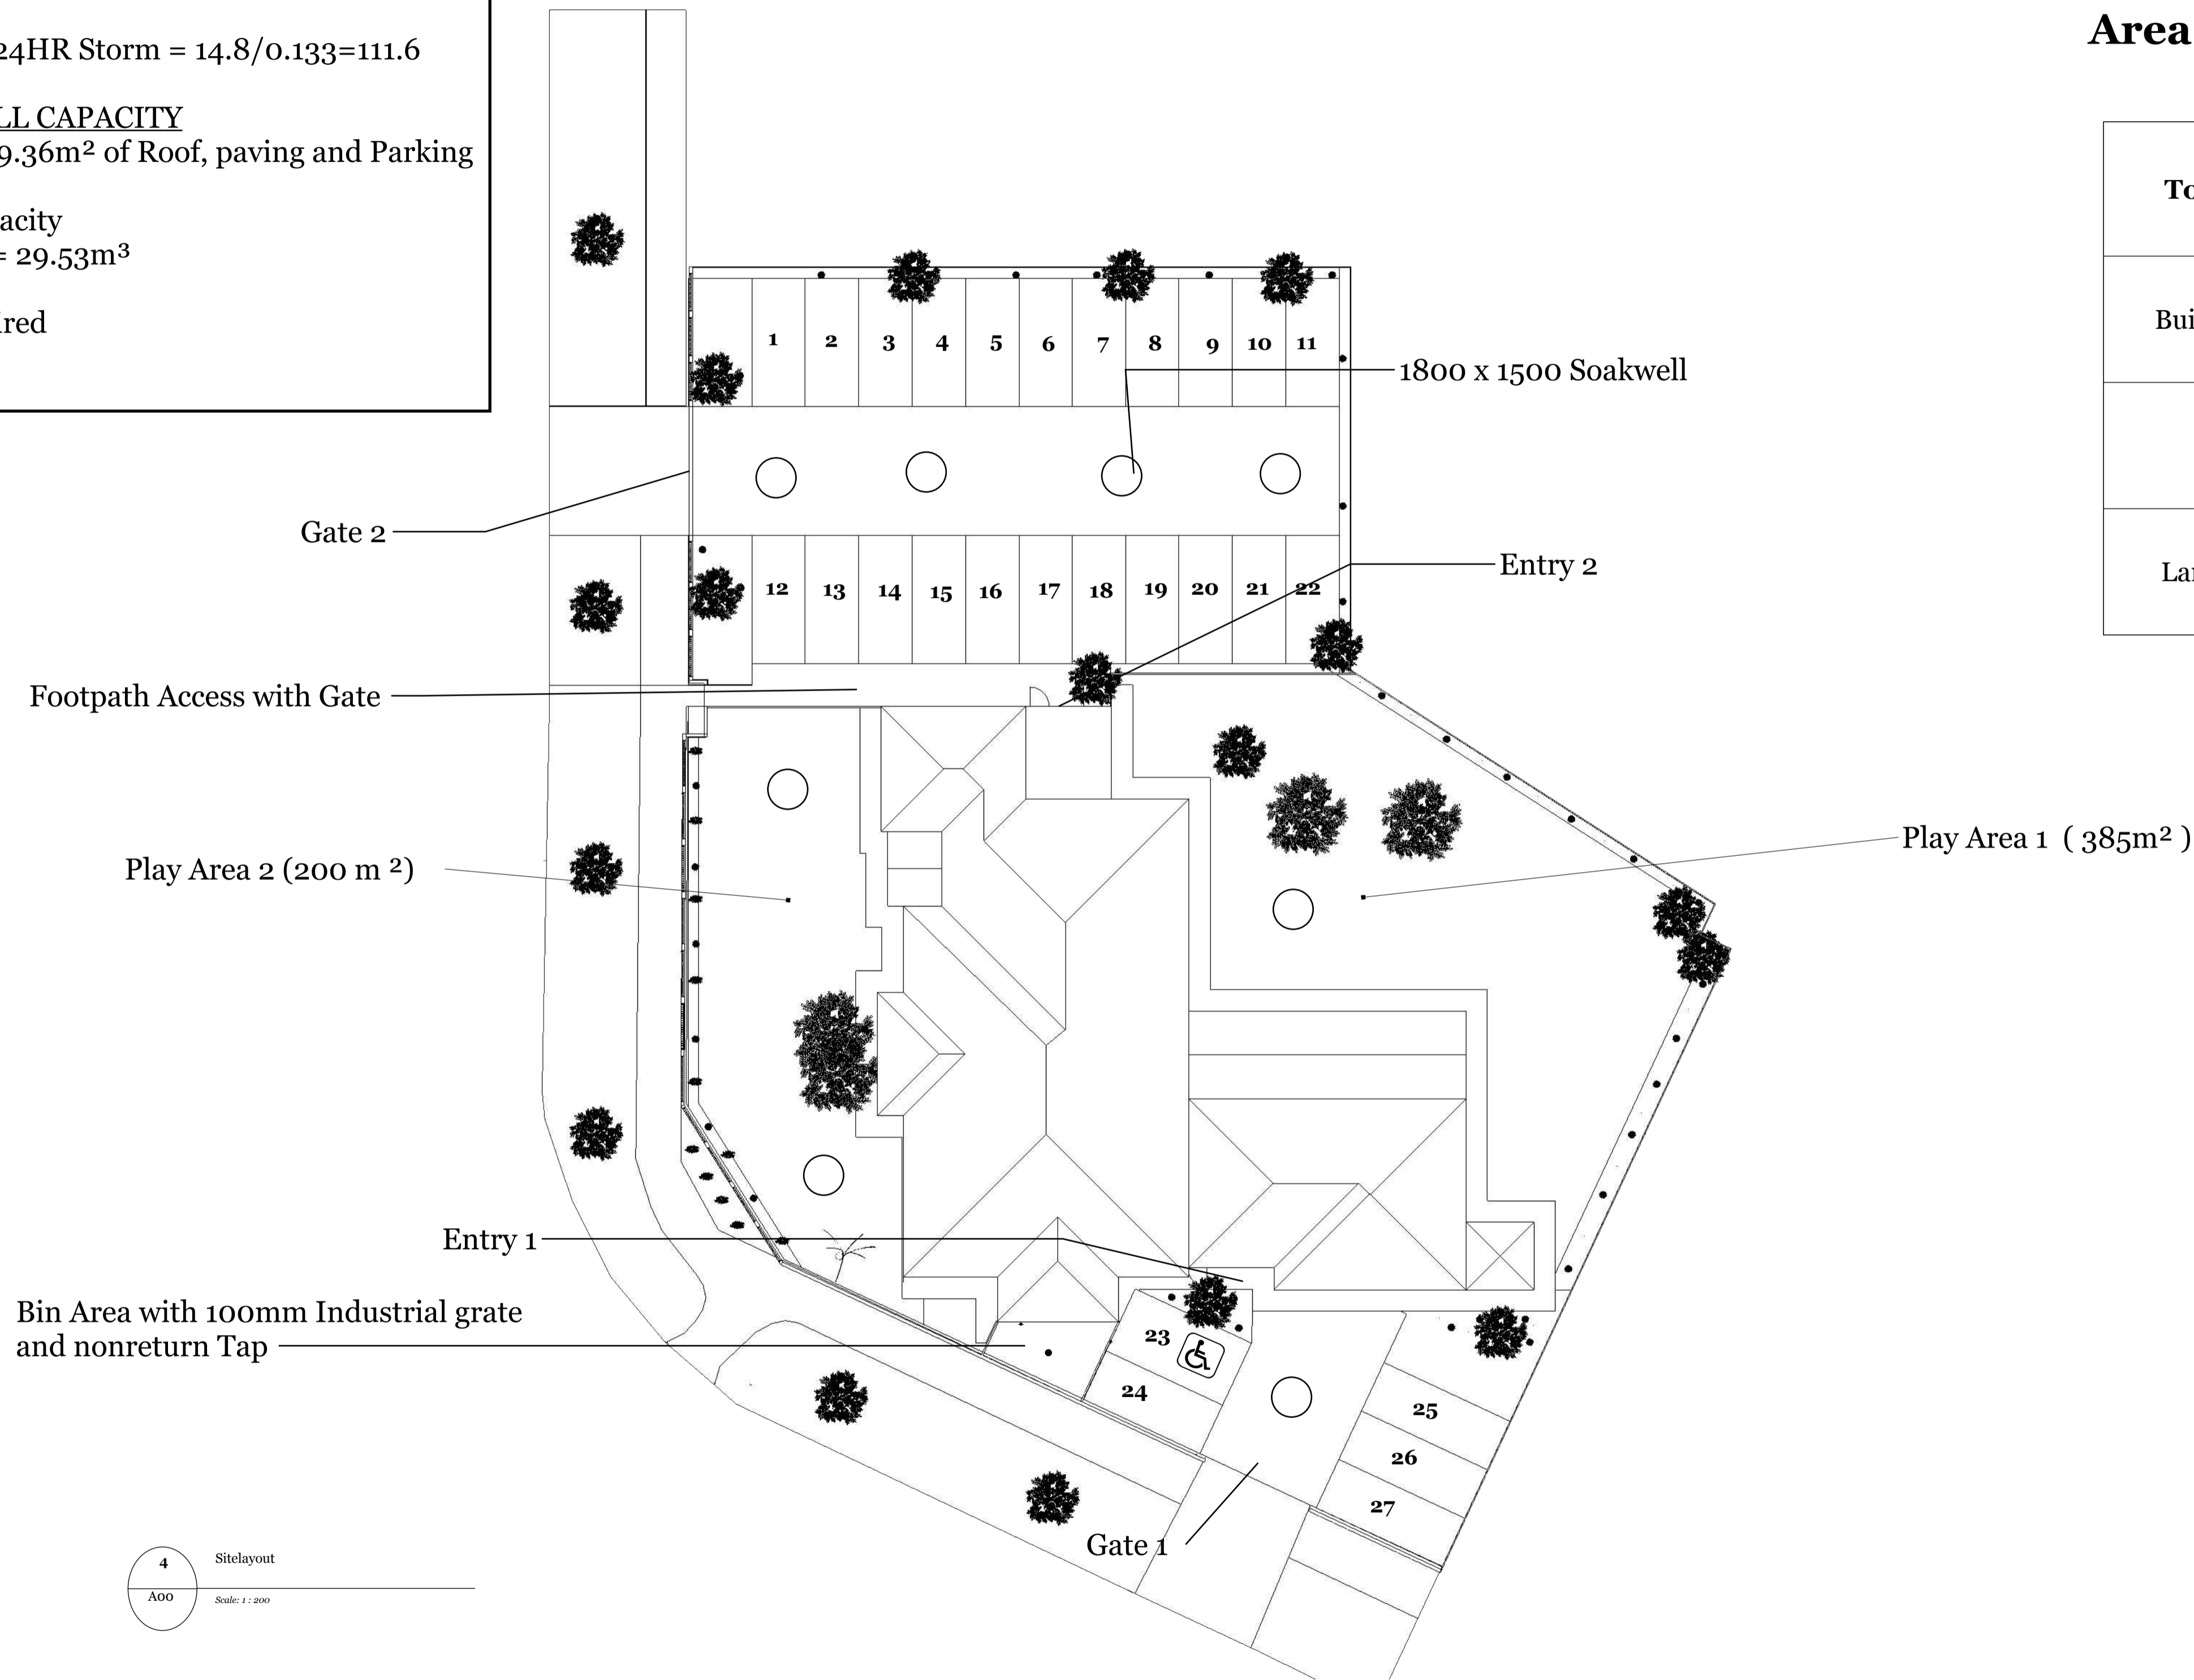 24HR Storm = 14.8/0.133=111.6
LL CAPACITY
9.36m² of Roof, paving and Parking
acity
= 29.53m³
ired
Area
To
Bui
Lar
1 2 3 4 5 6 7 8 9 10 11
1800 x 1500 Soakwell
Gate 2
Entry 2
12 13 14 15 16 17 18 19 20 21 22
Footpath Access with Gate
Play Area 1 ( 385m² )
Play Area 2 (200 m ²)
Entry 1
Bin Area with 100mm Industrial grate
and nonreturn Tap
23
24
25
26
27
Gate 1
4
Sitelayout
A00
Scale: 1 : 200